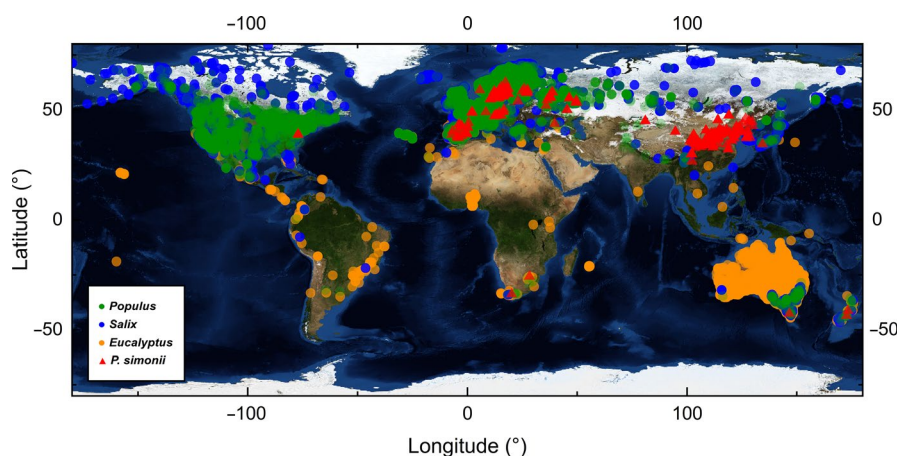 −100 0 100
50 50
Latitude (°)
0 0
Populus
Salix
Eucalyptus
P. simonii
−50 −50
−100 0 100
Longitude (°)